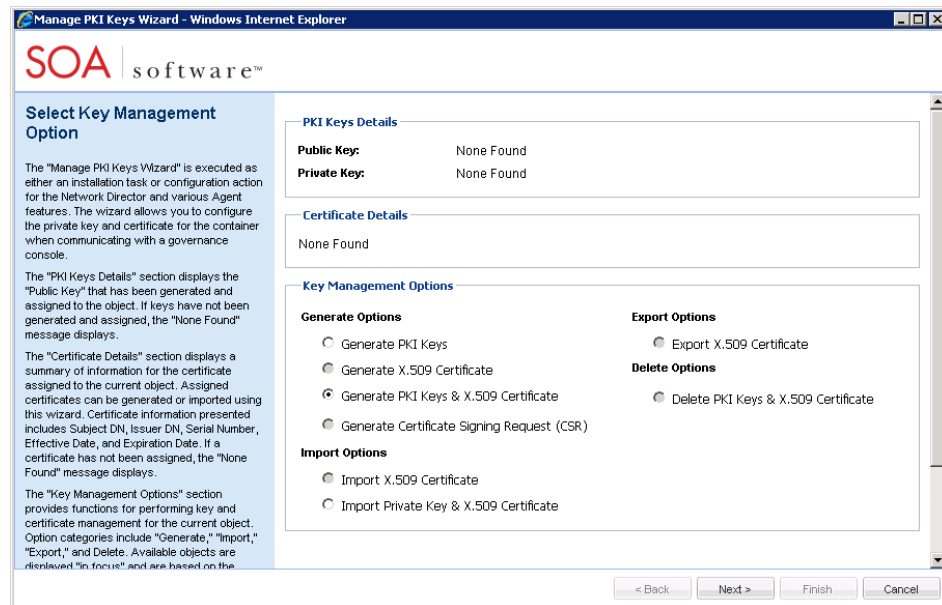 Manage PKI Keys Wizard - Windows Internet Explorer
SOA software™
Select Key Management
Option
The "Manage PKI Keys Wizard" is executed as
either an installation task or configuration action
for the Network Director and various Agent
features. The wizard allows you to configure
the private key and certificate for the container
when communicating with a governance
console.
The "PKI Keys Details" section displays the
"Public Key" that has been generated and
assigned to the object. If keys have not been
generated and assigned, the "None Found"
message displays.
The "Certificate Details" section displays a
summary of information for the certificate
assigned to the current object. Assigned
certificates can be generated or imported using
this wizard. Certificate information presented
includes Subject DN, Issuer DN, Serial Number,
Effective Date, and Expiration Date. If a
certificate has not been assigned, the "None
Found" message displays.
The "Key Management Options" section
provides functions for performing key and
certificate management for the current object.
Option categories include "Generate," "Import,"
"Export," and Delete. Available objects are
displayed "in focus" and are based on the
PKI Keys Details
Public Key: None Found
Private Key: None Found
Certificate Details
None Found
Key Management Options
Generate Options
Generate PKI Keys
Generate X.509 Certificate
Generate PKI Keys & X.509 Certificate
Generate Certificate Signing Request (CSR)
Import Options
Import X.509 Certificate
Import Private Key & X.509 Certificate
Export Options
Export X.509 Certificate
Delete Options
Delete PKI Keys & X.509 Certificate
< Back
Next >
Finish
Cancel